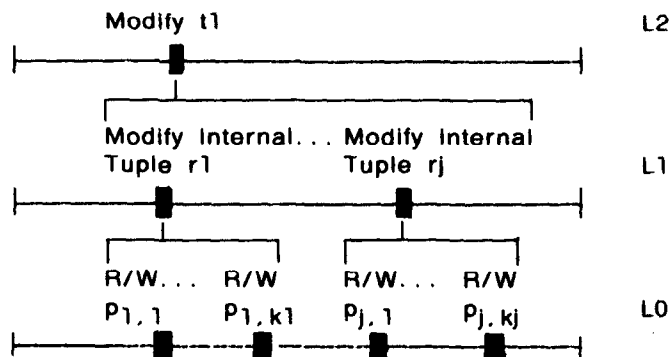 Modify t1 L2
Modify Internal... Modify Internal
Tuple r1 Tuple rj L1
R/W... R/W R/W... R/W
p1,1 p1,k1 pj,1 pj,kj L0